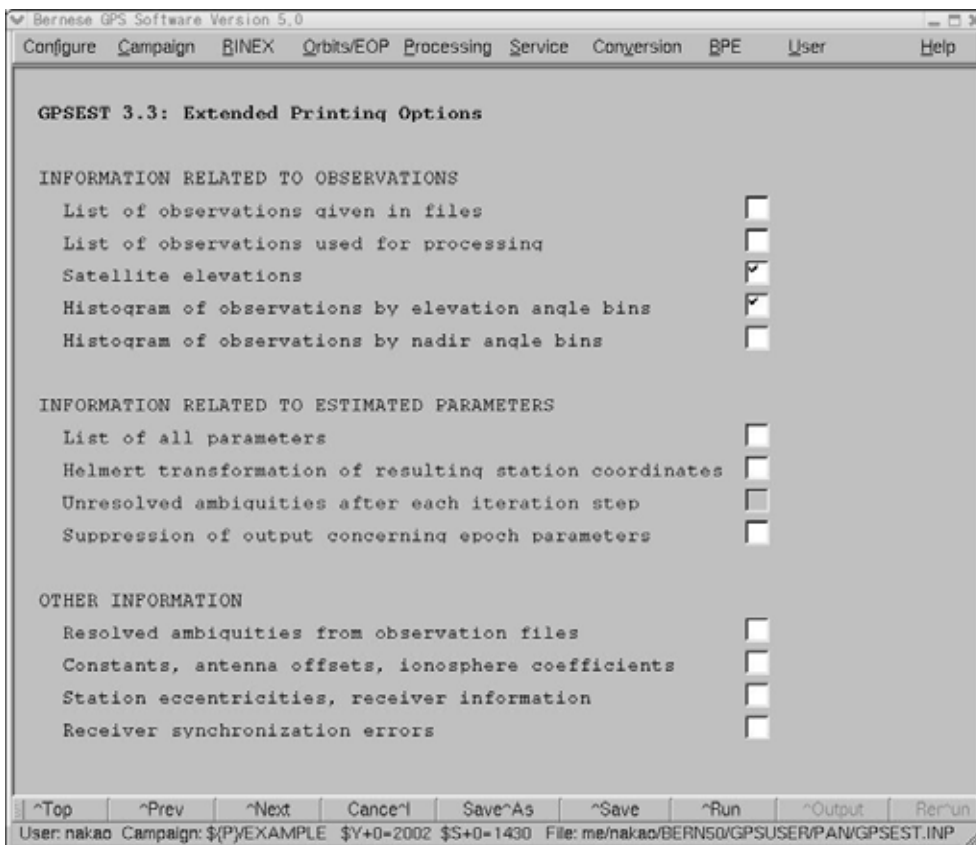 Bernese GPS Software Version 5.0
Configure Campaign RINEX Orbits/EOP Processing Service Conversion BPE User Help
GPSEST 3.3: Extended Printing Options
INFORMATION RELATED TO OBSERVATIONS
List of observations given in files
List of observations used for processing
Satellite elevations
Histogram of observations by elevation angle bins
Histogram of observations by nadir angle bins
INFORMATION RELATED TO ESTIMATED PARAMETERS
List of all parameters
Helmert transformation of resulting station coordinates
Unresolved ambiguities after each iteration step
Suppression of output concerning epoch parameters
OTHER INFORMATION
Resolved ambiguities from observation files
Constants, antenna offsets, ionosphere coefficients
Station eccentricities, receiver information
Receiver synchronization errors
^Top ^Prev ^Next Cance^l Save^As ^Save ^Run ^Output Rer^un
User: nakao Campaign: ${P}/EXAMPLE $Y+0=2002 $S+0=1430 File: me/nakao/BERN50/GPSUSER/PAN/GPSEST.INP